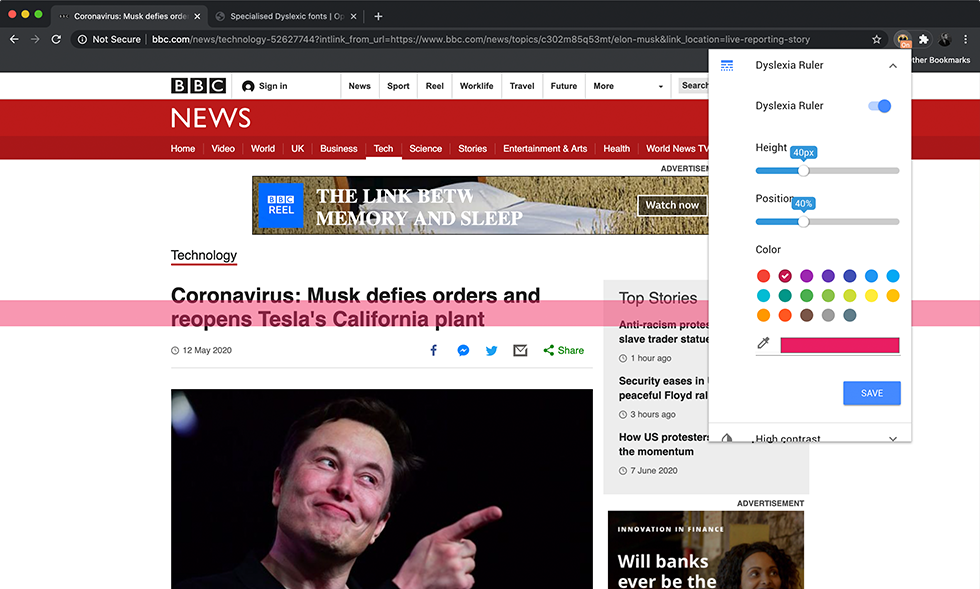 Coronavirus: Musk defies orde
Specialised Dyslexic fonts | Op
Not Secure
bbc.com/news/technology-52627744?intlink_from_url=https://www.bbc.com/news/topics/c302m85q53mt/elon-musk&link_location=live-reporting-story
On
ther Bookmarks
BBC
Sign in
News
Sport
Reel
Worklife
Travel
Future
More
Search
NEWS
Home
Video
World
UK
Business
Tech
Science
Stories
Entertainment & Arts
Health
World News TV
ADVERTISEM
BBC
REEL
THE LINK BETW
MEMORY AND SLEEP
Watch now
Technology
Coronavirus: Musk defies orders and
reopens Tesla's California plant
12 May 2020
Share
Top Stories
Anti-racism protes
slave trader statue
1 hour ago
Security eases in
peaceful Floyd ral
3 hours ago
How US protesters
the momentum
7 June 2020
ADVERTISEMENT
INNOVATION IN FINANCE
Will banks
ever be the
Dyslexia Ruler
Dyslexia Ruler
Height
40px
Position
40%
Color
SAVE
High contrast